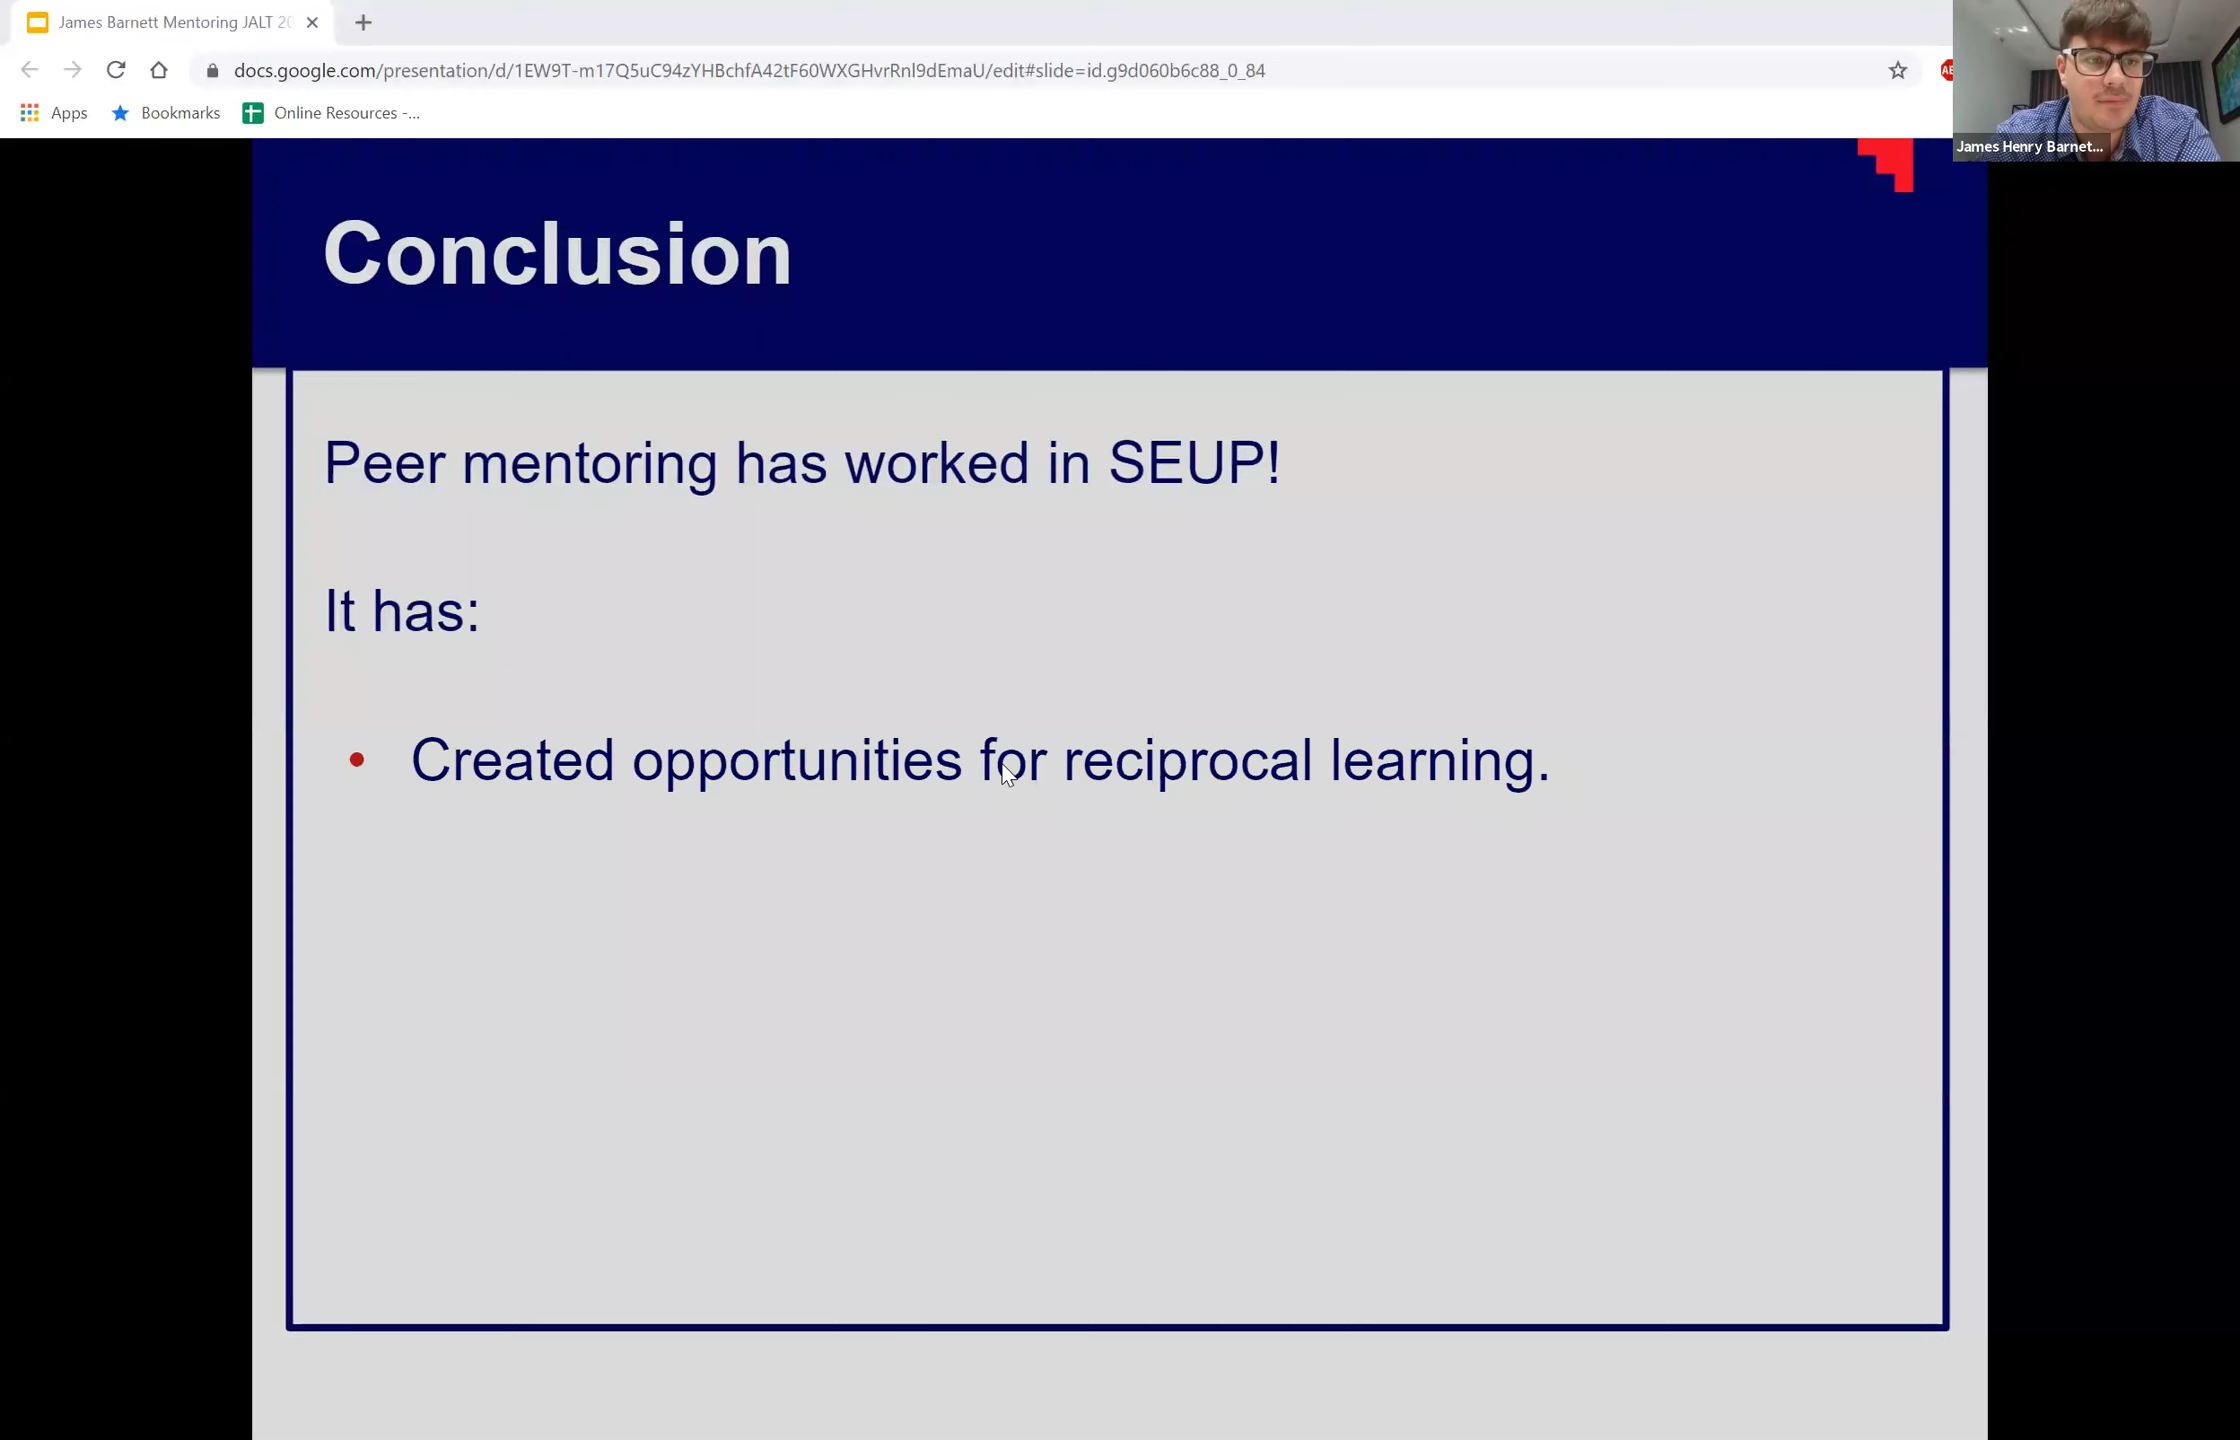 James Barnett Mentoring JALT 20
docs.google.com/presentation/d/1EW9T-m17Q5uC94zYHBchfA42tF60WXGHvrRnl9dEmaU/edit#slide=id.g9d060b6c88_0_84
Apps Bookmarks Online Resources -...
James Henry Barnet...
Conclusion
Peer mentoring has worked in SEUP!
It has:
• Created opportunities for reciprocal learning.